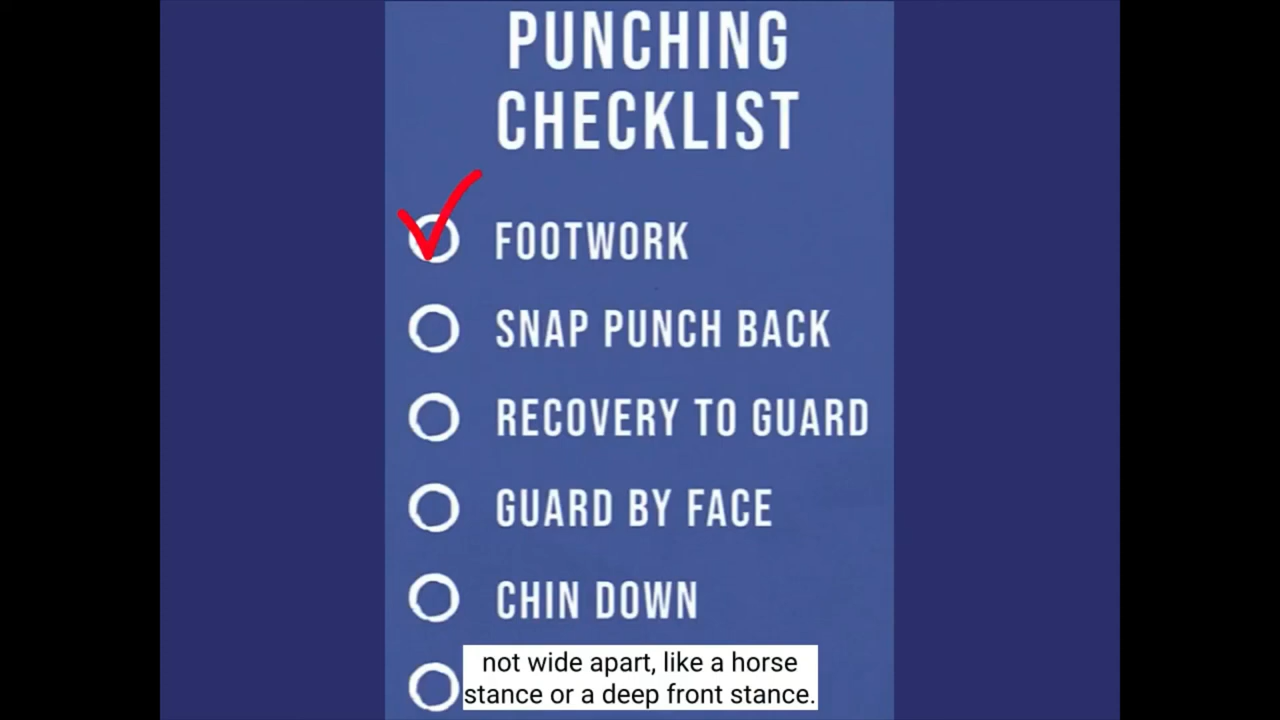 PUNCHING
CHECKLIST
FOOTWORK
SNAP PUNCH BACK
RECOVERY TO GUARD
GUARD BY FACE
CHIN DOWN
not wide apart, like a horse
stance or a deep front stance.